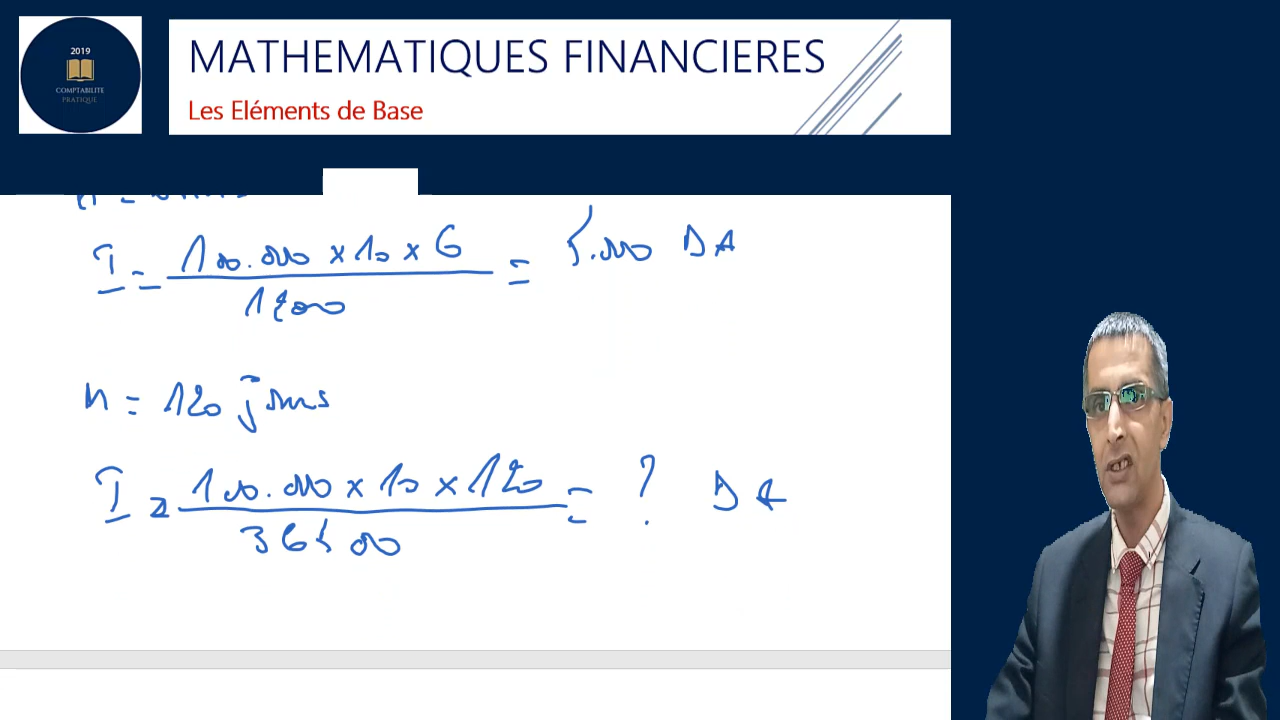 2019
COMPTABILITE
PRATIQUE
MATHEMATIQUES FINANCIERES
Les Eléments de Base
I = 100.000 x 10 x 6 = 5.000 DA
1200
n = 120 jours
I = 100.000 x 10 x 120 = ? DA
36500